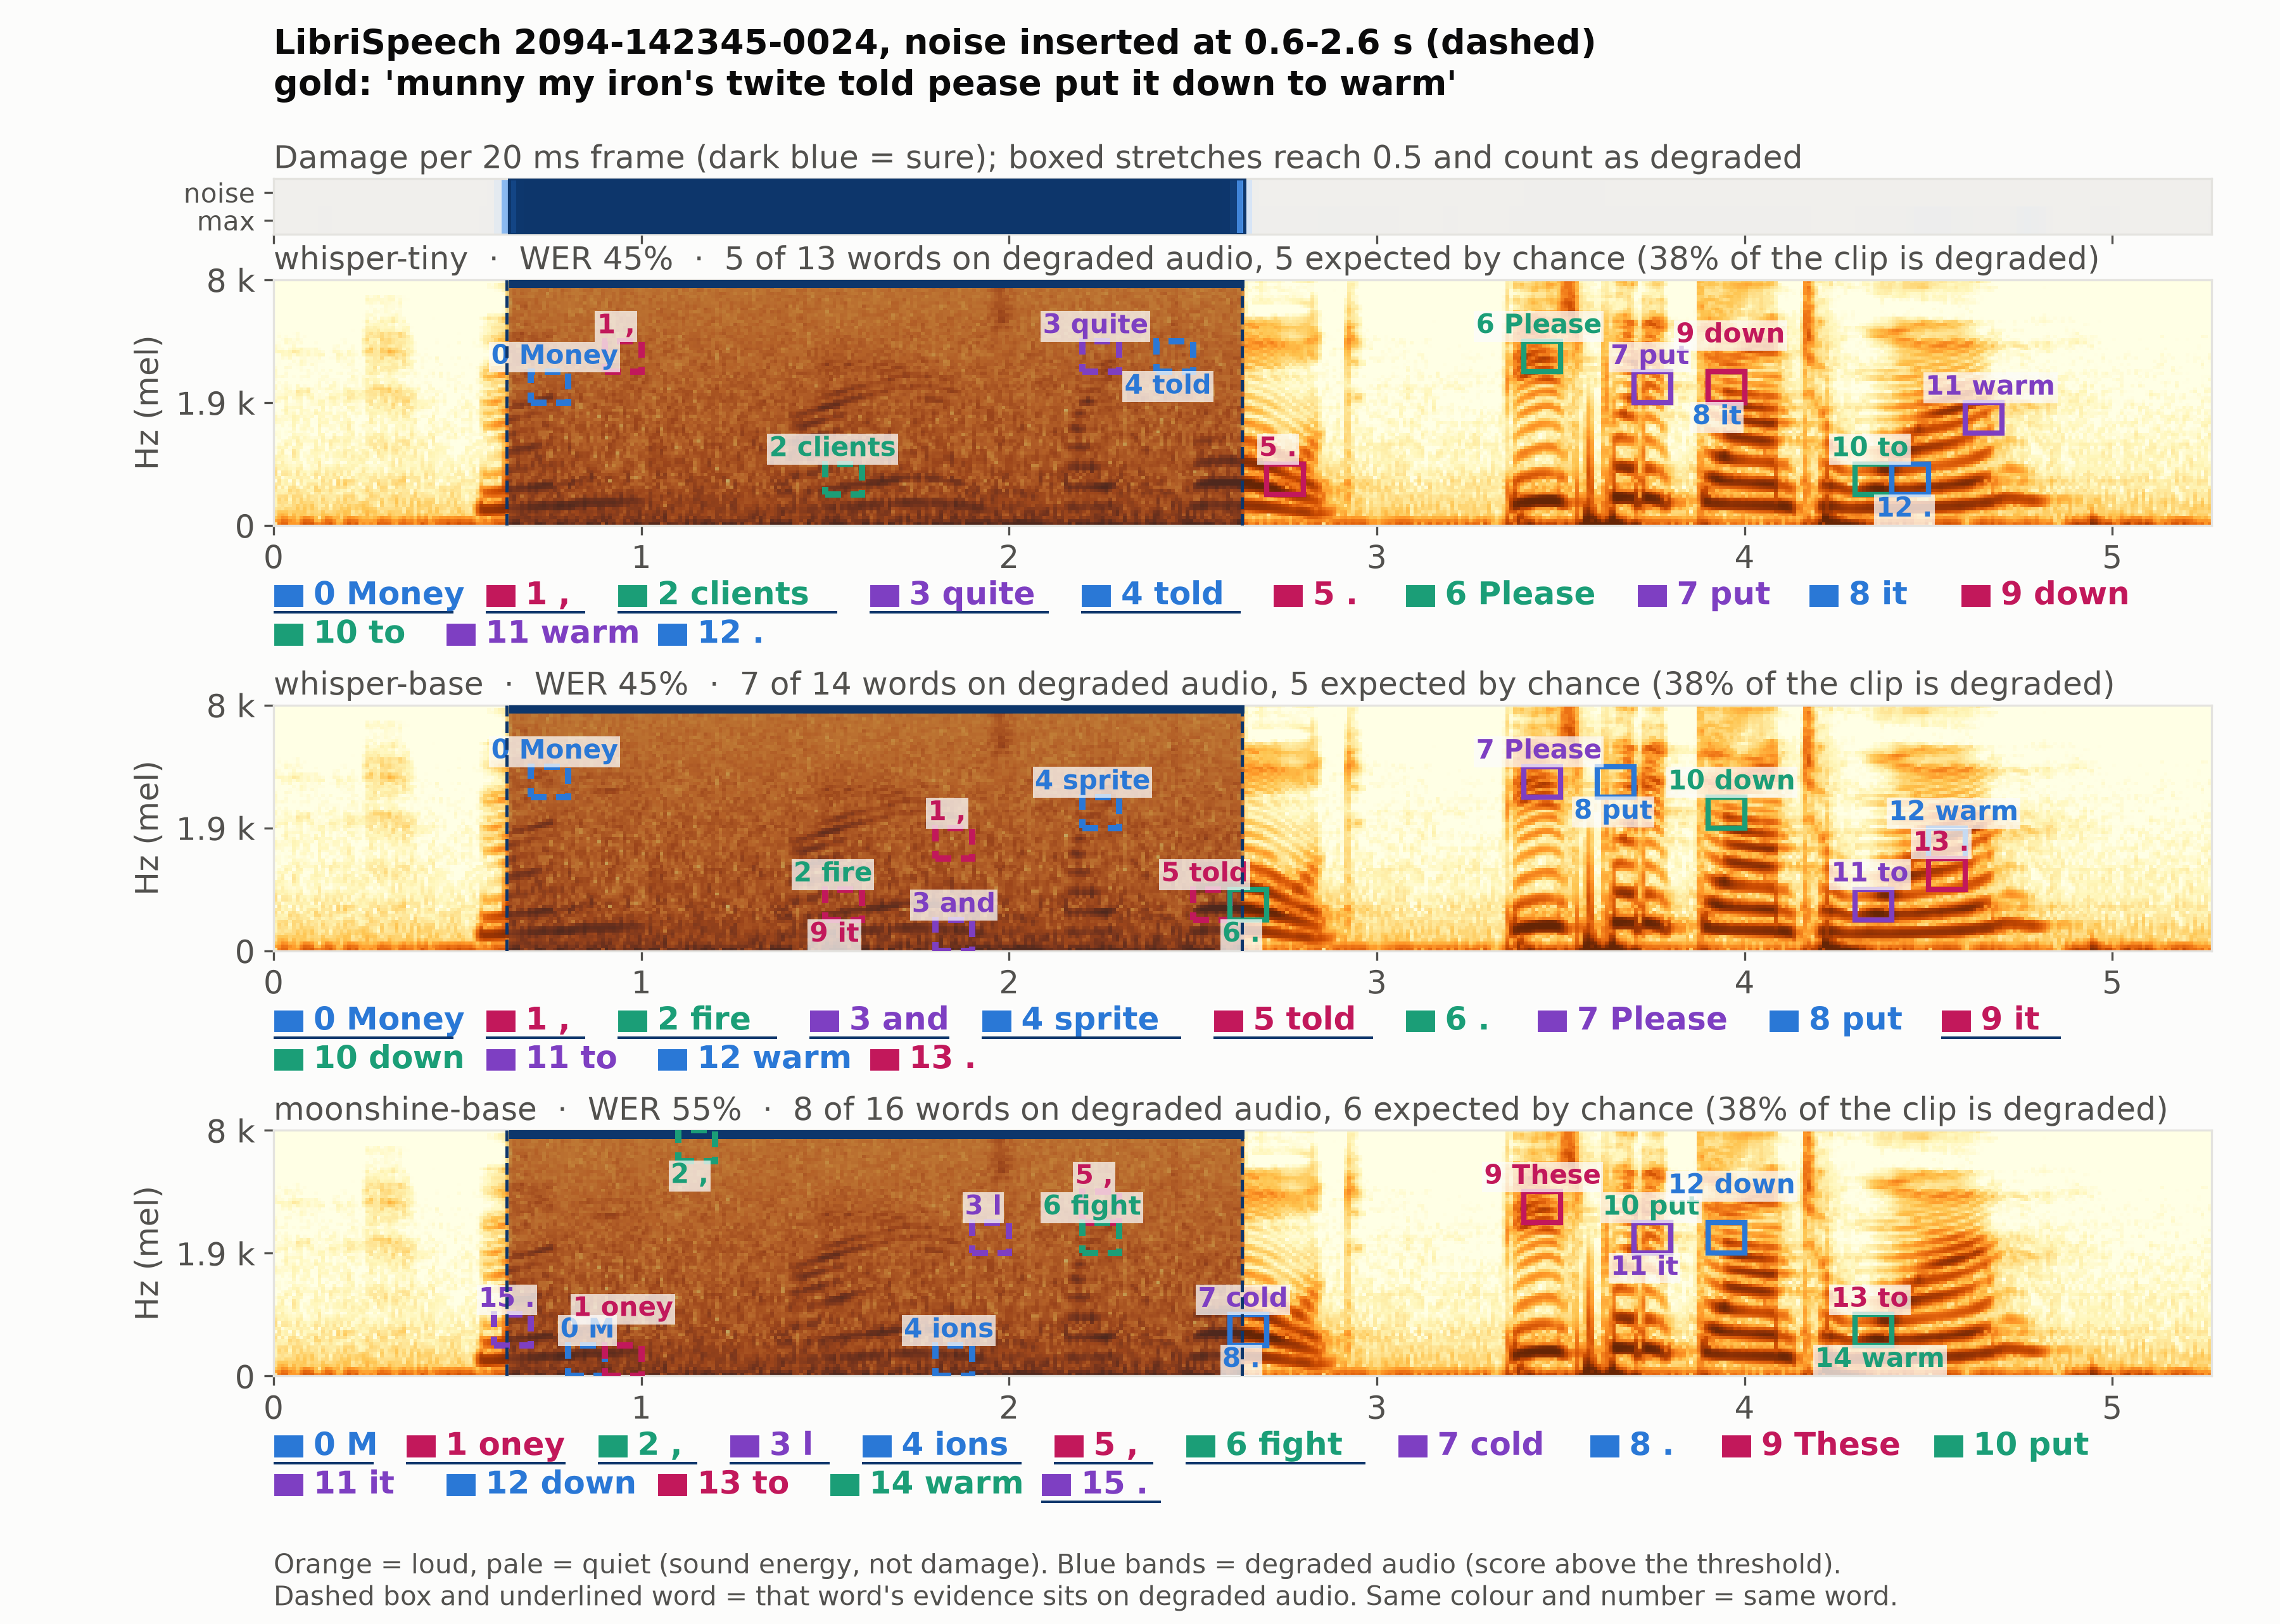 LibriSpeech 2094-142345-0024, noise inserted at 0.6-2.6 s (dashed)
gold: 'munny my iron's twite told pease put it down to warm'
Damage per 20 ms frame (dark blue = sure); boxed stretches reach 0.5 and count as degraded
noise
max
whisper-tiny · WER 45% · 5 of 13 words on degraded audio, 5 expected by chance (38% of the clip is degraded)
8 k
1 ,
3 quite
6 Please
9 down
0 Money
7 put
4 told
11 warm
Hz (mel)
1.9 k
8 it
2 clients
5 .
10 to
12 .
0
0 1 2 3 4 5
0 Money 1 , 2 clients 3 quite 4 told 5 . 6 Please 7 put 8 it 9 down
10 to 11 warm 12 .
whisper-base · WER 45% · 7 of 14 words on degraded audio, 5 expected by chance (38% of the clip is degraded)
8 k
0 Money
7 Please
4 sprite
10 down
1 ,
8 put
12 warm
Hz (mel)
1.9 k
13 .
2 fire
5 told
11 to
3 and
9 it
6 .
0
0 1 2 3 4 5
0 Money 1 , 2 fire 3 and 4 sprite 5 told 6 . 7 Please 8 put 9 it
10 down 11 to 12 warm 13 .
moonshine-base · WER 55% · 8 of 16 words on degraded audio, 6 expected by chance (38% of the clip is degraded)
8 k
2 ,
5 ,
9 These
12 down
3 l
6 fight
10 put
Hz (mel)
1.9 k
11 it
15 .
1 oney
7 cold
13 to
0 M
4 ions
8 .
14 warm
0
0 1 2 3 4 5
0 M 1 oney 2 , 3 l 4 ions 5 , 6 fight 7 cold 8 . 9 These 10 put
11 it 12 down 13 to 14 warm 15 .
Orange = loud, pale = quiet (sound energy, not damage). Blue bands = degraded audio (score above the threshold).
Dashed box and underlined word = that word's evidence sits on degraded audio. Same colour and number = same word.